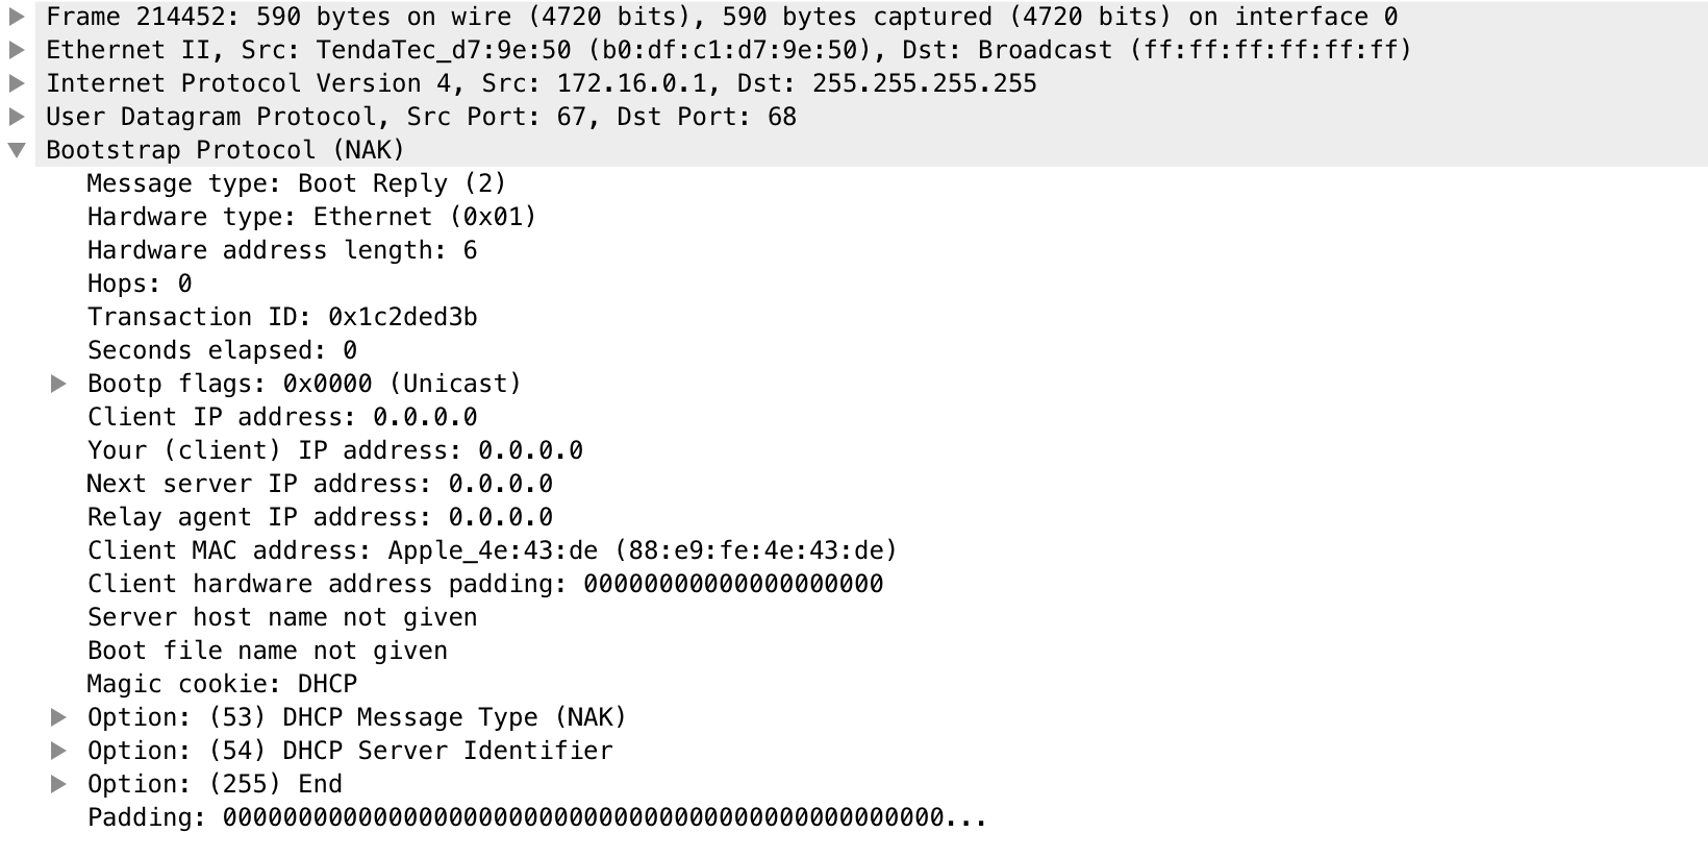 Frame 214452: 590 bytes on wire (4720 bits), 590 bytes captured (4720 bits) on interface 0
Ethernet II, Src: TendaTec_d7:9e:50 (b0:df:c1:d7:9e:50), Dst: Broadcast (ff:ff:ff:ff:ff:ff)
Internet Protocol Version 4, Src: 172.16.0.1, Dst: 255.255.255.255
User Datagram Protocol, Src Port: 67, Dst Port: 68
Bootstrap Protocol (NAK)
Message type: Boot Reply (2)
Hardware type: Ethernet (0x01)
Hardware address length: 6
Hops: 0
Transaction ID: 0x1c2ded3b
Seconds elapsed: 0
Bootp flags: 0x0000 (Unicast)
Client IP address: 0.0.0.0
Your (client) IP address: 0.0.0.0
Next server IP address: 0.0.0.0
Relay agent IP address: 0.0.0.0
Client MAC address: Apple_4e:43:de (88:e9:fe:4e:43:de)
Client hardware address padding: 00000000000000000000
Server host name not given
Boot file name not given
Magic cookie: DHCP
Option: (53) DHCP Message Type (NAK)
Option: (54) DHCP Server Identifier
Option: (255) End
Padding: 000000000000000000000000000000000000000000000000...